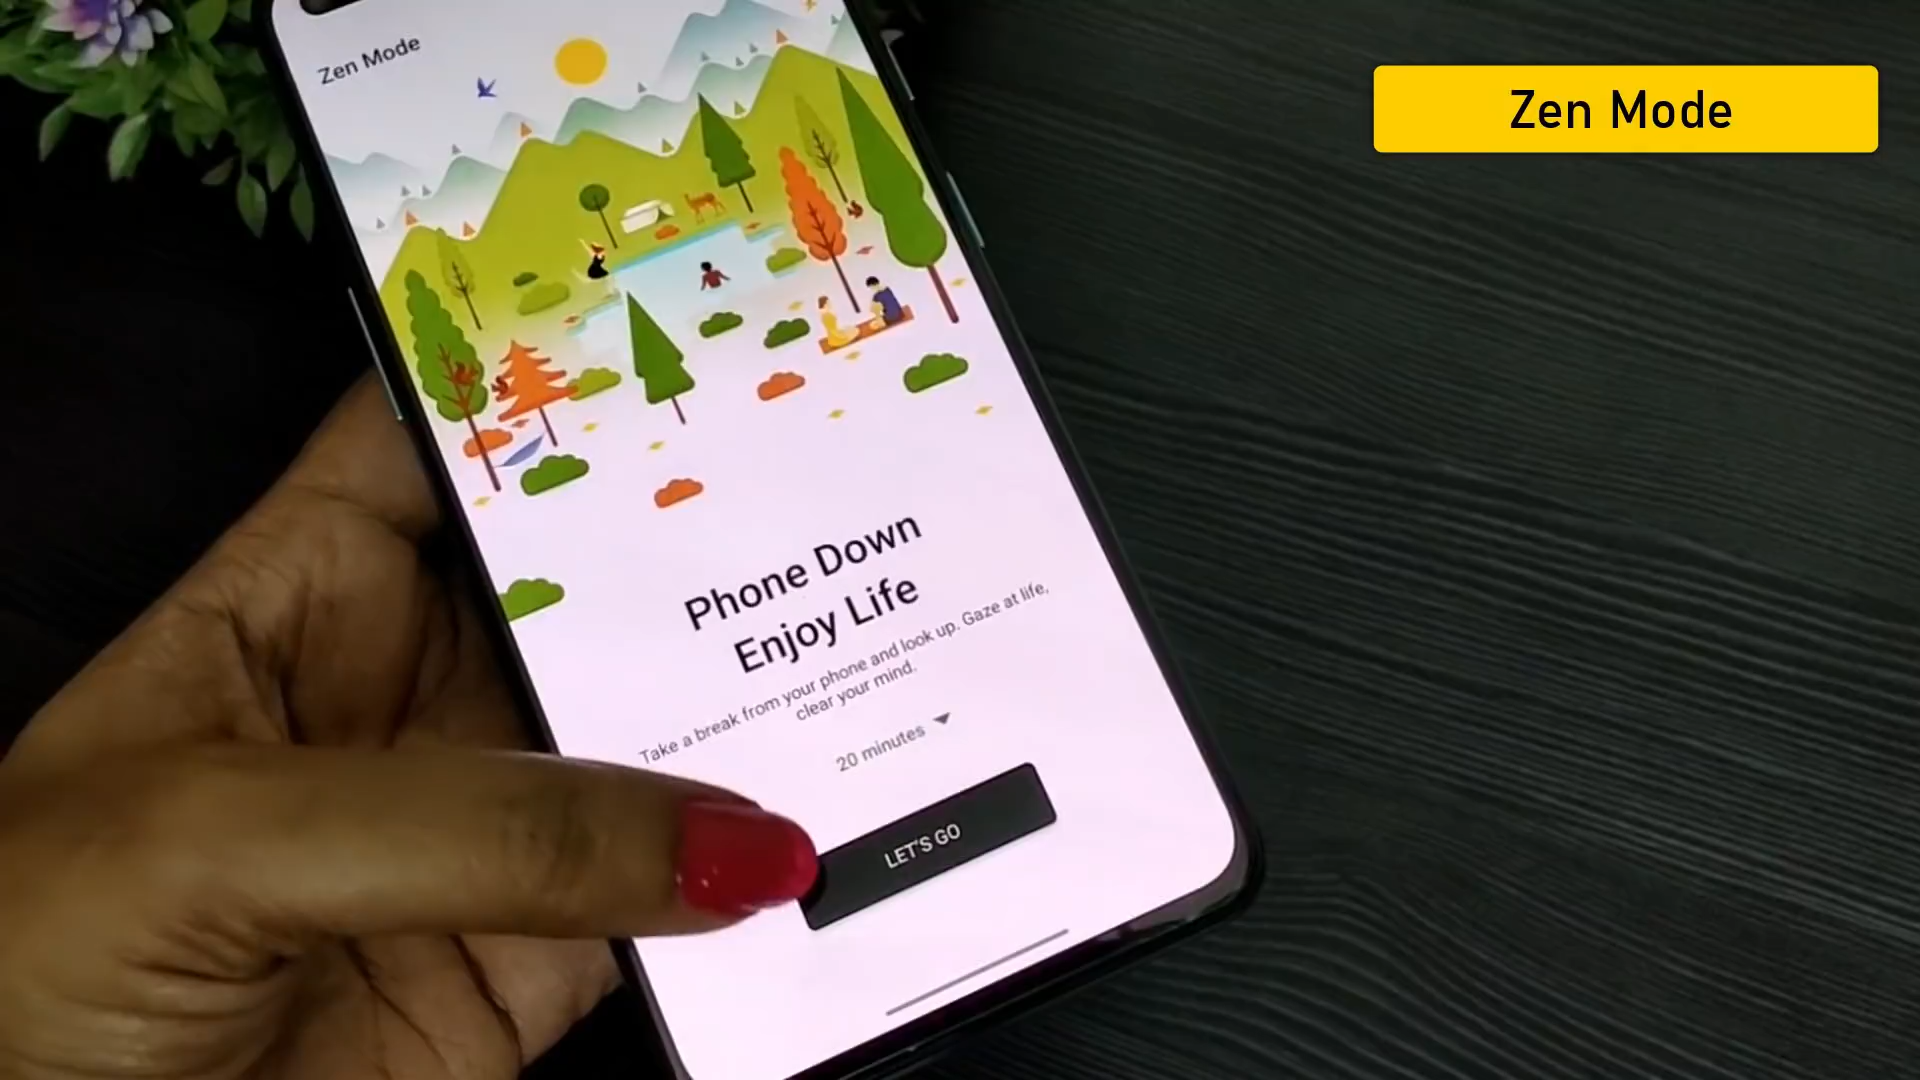 Zen Mode
Zen Mode
Phone Down
Enjoy Life
Take a break from your phone and look up. Gaze at life,
clear your mind.
20 minutes
LET'S GO